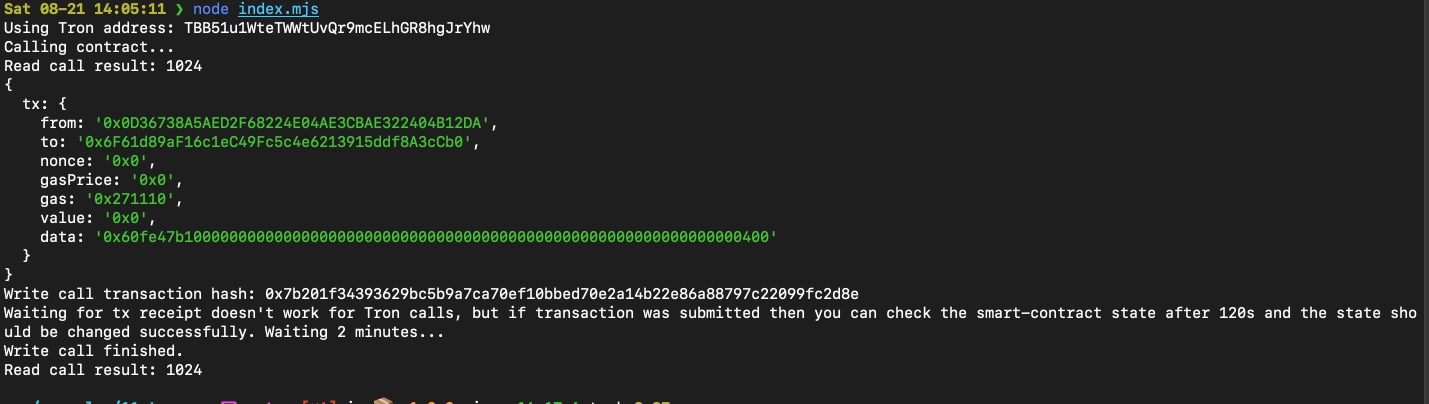 Sat 08-21 14:05:11 ❯ node index.mjs
Using Tron address: TBB51u1WteTWWtUvQr9mcELhGR8hgJrYhw
Calling contract...
Read call result: 1024
{
  tx: {
    from: '0x0D36738A5AED2F68224E04AE3CBAE322404B12DA',
    to: '0x6F61d89aF16c1eC49Fc5c4e6213915ddf8A3cCb0',
    nonce: '0x0',
    gasPrice: '0x0',
    gas: '0x271110',
    value: '0x0',
    data: '0x60fe47b10000000000000000000000000000000000000000000000000000000000000400'
  }
}
Write call transaction hash: 0x7b201f34393629bc5b9a7ca70ef10bbed70e2a14b22e86a88797c22099fc2d8e
Waiting for tx receipt doesn't work for Tron calls, but if transaction was submitted then you can check the smart-contract state after 120s and the state sho
uld be changed successfully. Waiting 2 minutes...
Write call finished.
Read call result: 1024